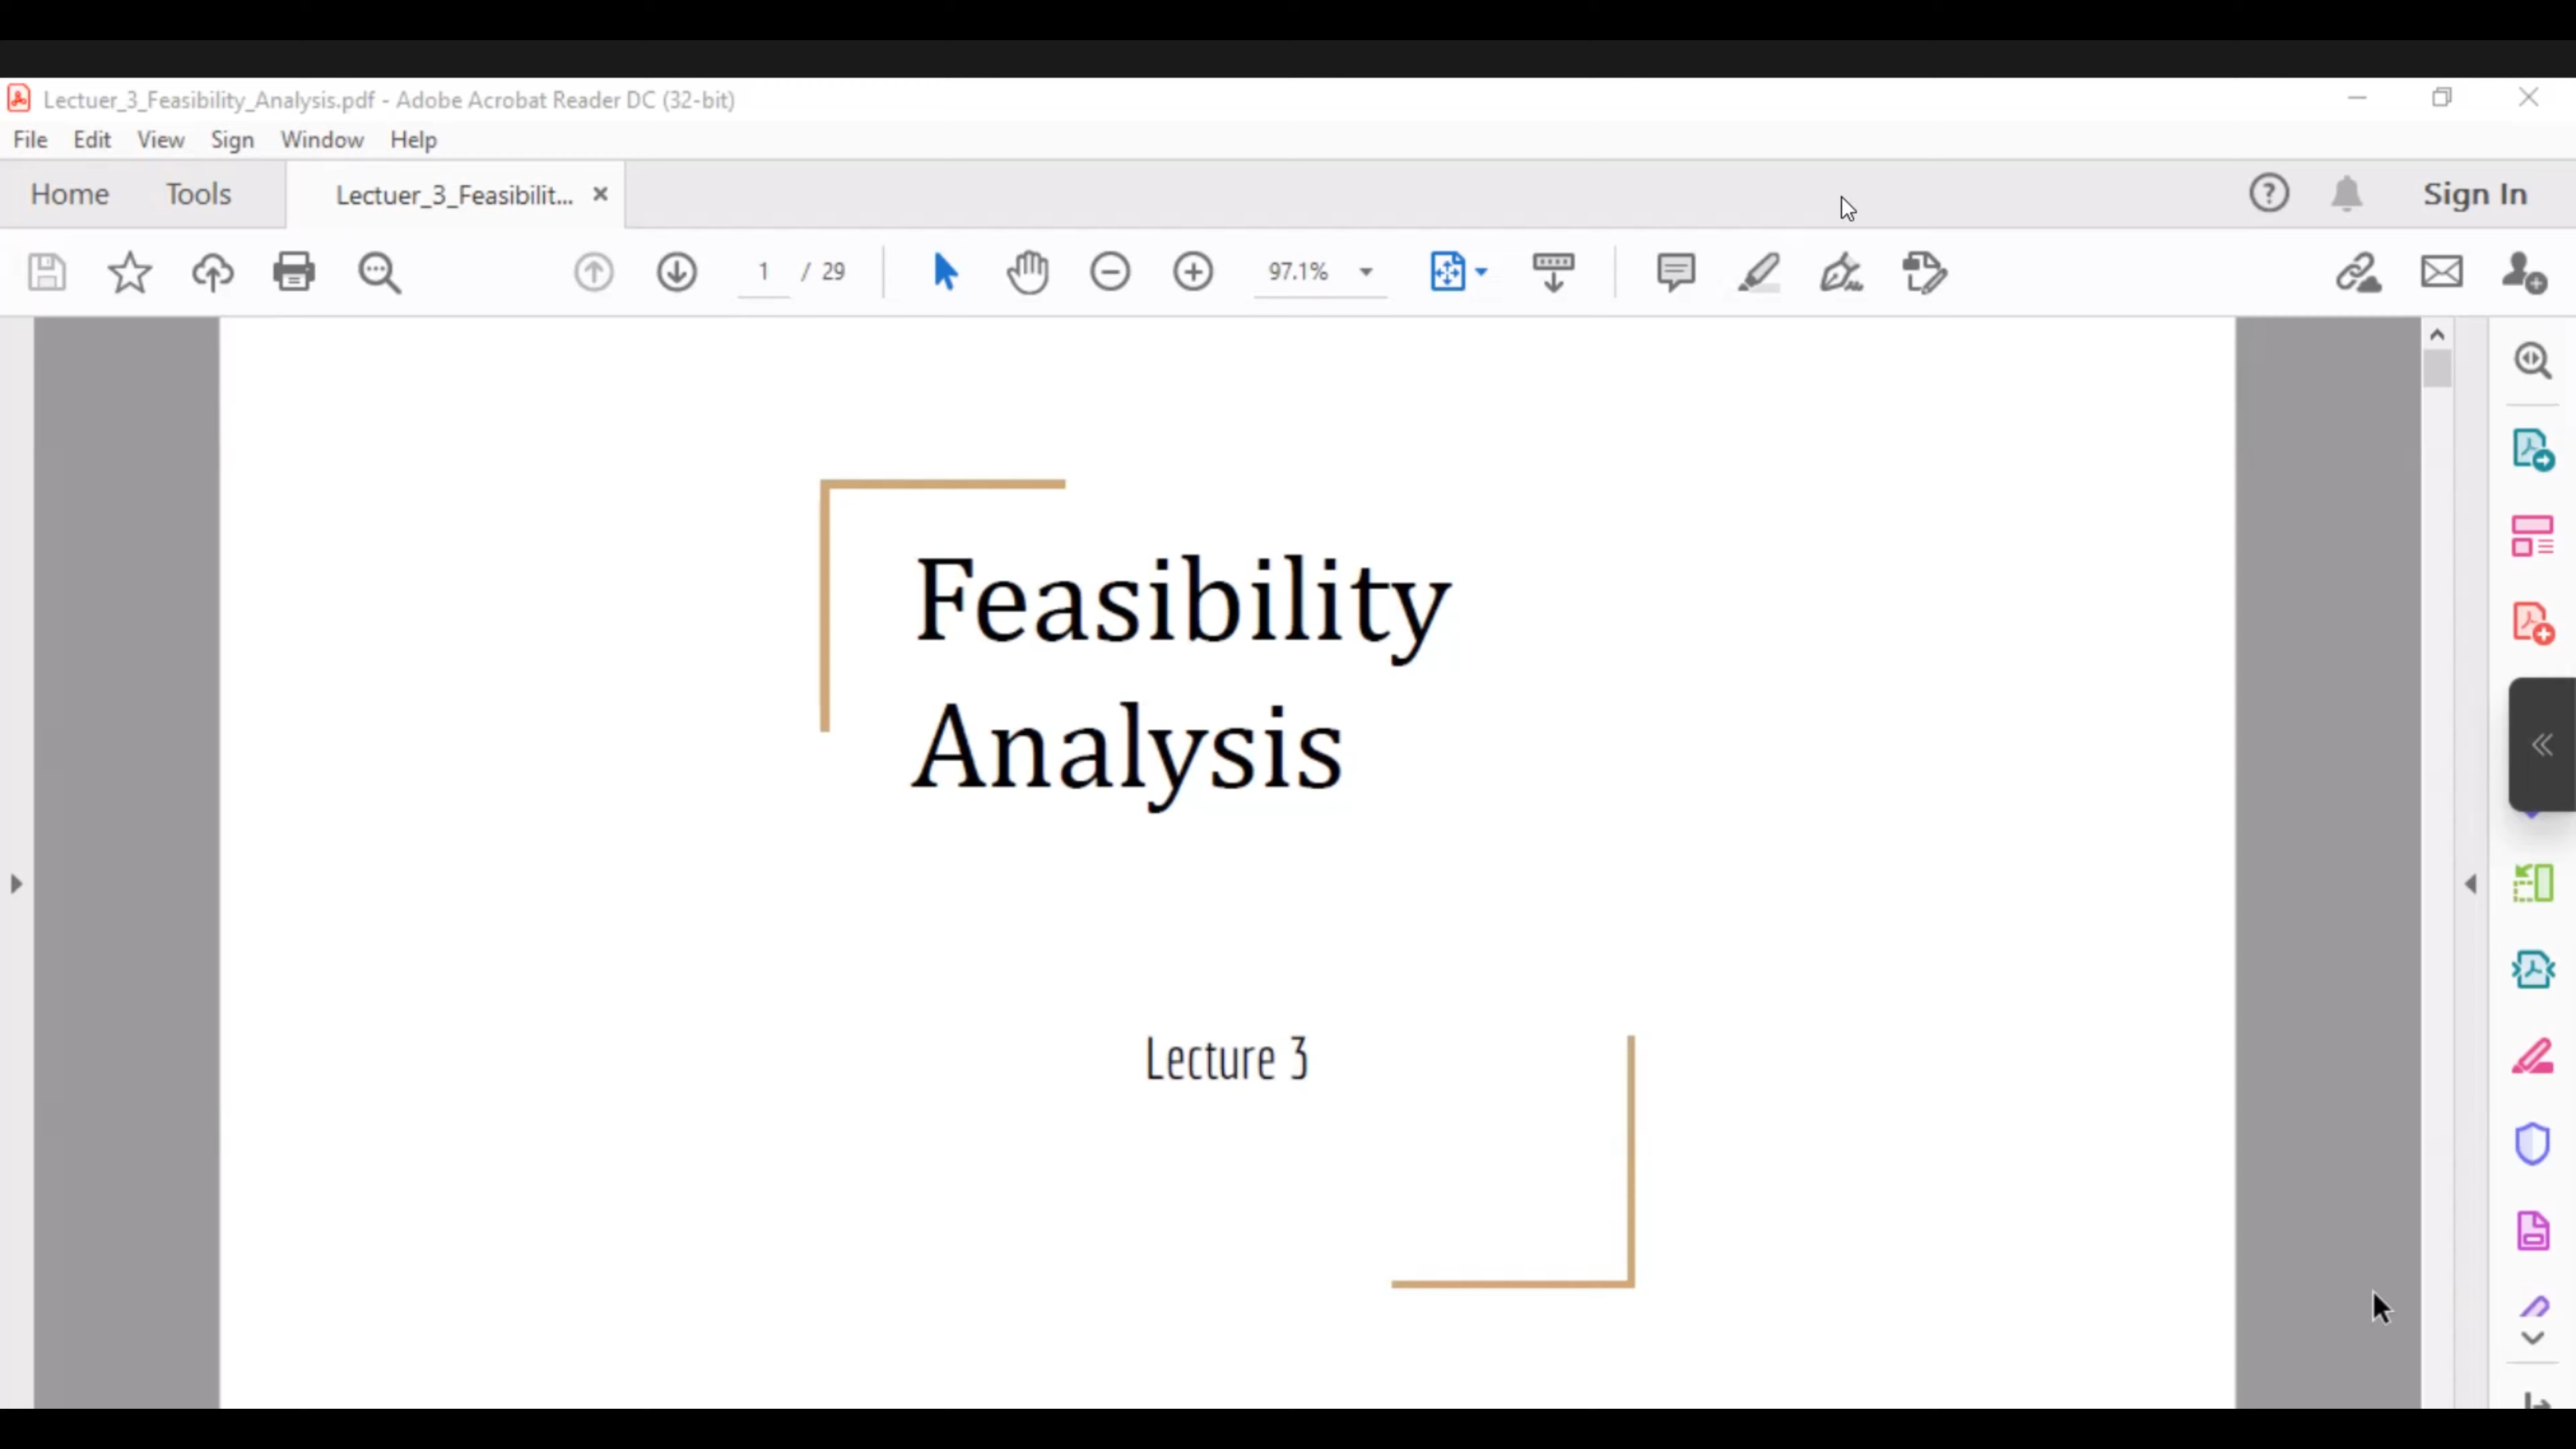 Lectuer_3_Feasibility_Analysis.pdf - Adobe Acrobat Reader DC (32-bit)
File Edit View Sign Window Help
Home Tools Lectuer_3_Feasibilit... Sign In
1 / 29 97.1%
Feasibility
Analysis
Lecture 3